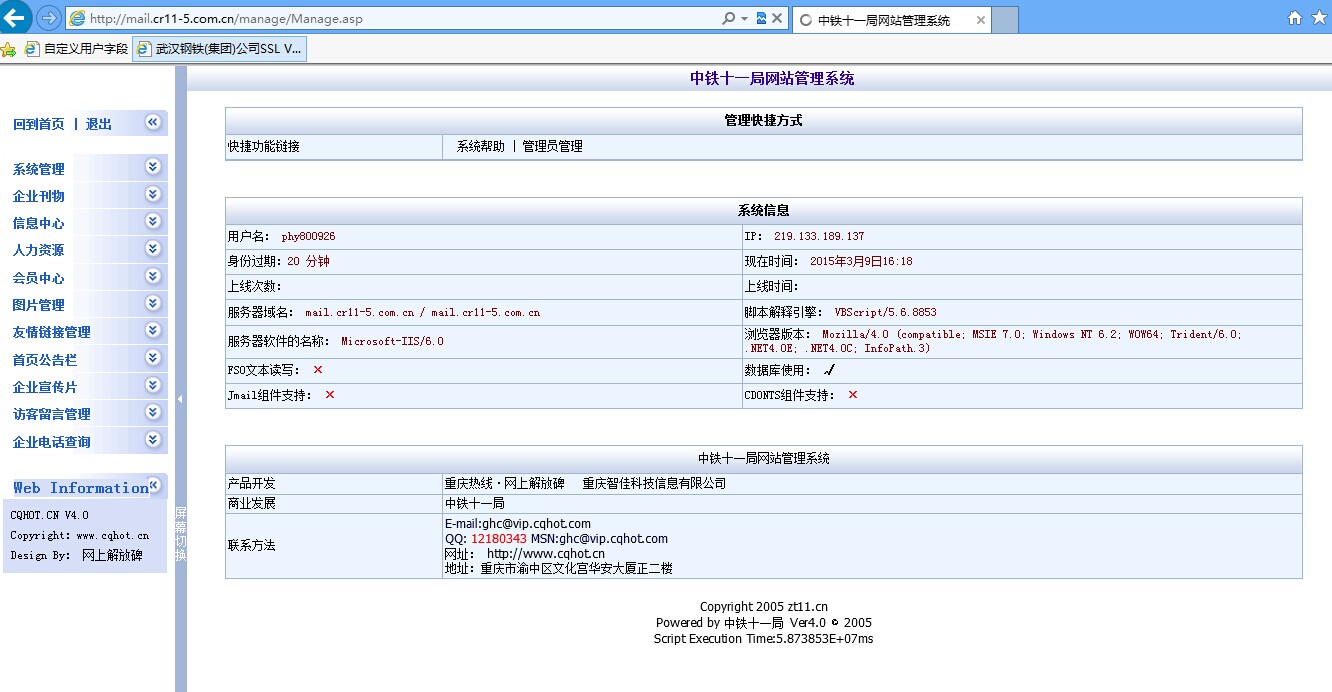 http://mail.cr11-5.com.cn/manage/Manage.asp
中铁十一局网站管理系统
自定义用户字段
武汉钢铁(集团)公司SSL V...
中铁十一局网站管理系统
回到首页 | 退出
系统管理
企业刊物
信息中心
人力资源
会员中心
图片管理
友情链接管理
首页公告栏
企业宣传片
访客留言管理
企业电话查询
Web Information
CQHOT.CN V4.0
Copyright: www.cqhot.cn
Design By: 网上解放碑
屏幕切换
管理快捷方式
快捷功能链接 系统帮助 | 管理员管理
系统信息
用户名: phy800926 IP: 219.133.189.137
身份过期: 20 分钟 现在时间: 2015年3月9日16:18
上线次数: 上线时间:
服务器域名: mail.cr11-5.com.cn / mail.cr11-5.com.cn 脚本解释引擎: VBScript/5.6.8853
服务器软件的名称: Microsoft-IIS/6.0 浏览器版本: Mozilla/4.0 (compatible; MSIE 7.0; Windows NT 6.2; WOW64; Trident/6.0;
.NET4.0E; .NET4.0C; InfoPath.3)
FSO文本读写: × 数据库使用: √
Jmail组件支持: × CDONTS组件支持: ×
中铁十一局网站管理系统
产品开发 重庆热线·网上解放碑 重庆智佳科技信息有限公司
商业发展 中铁十一局
联系方法 E-mail:ghc@vip.cqhot.com
QQ: 12180343 MSN:ghc@vip.cqhot.com
网址: http://www.cqhot.cn
地址: 重庆市渝中区文化宫华安大厦正二楼
Copyright 2005 zt11.cn
Powered by 中铁十一局 Ver4.0 © 2005
Script Execution Time:5.873853E+07ms